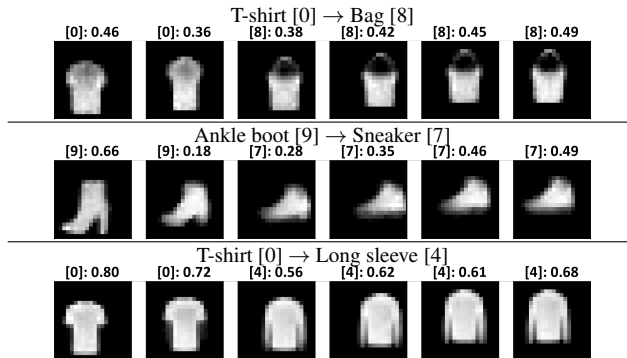 T-shirt [0] → Bag [8]
[0]: 0.46 [0]: 0.36 [8]: 0.38 [8]: 0.42 [8]: 0.45 [8]: 0.49
Ankle boot [9] → Sneaker [7]
[9]: 0.66 [9]: 0.18 [7]: 0.28 [7]: 0.35 [7]: 0.46 [7]: 0.49
T-shirt [0] → Long sleeve [4]
[0]: 0.80 [0]: 0.72 [4]: 0.56 [4]: 0.62 [4]: 0.61 [4]: 0.68